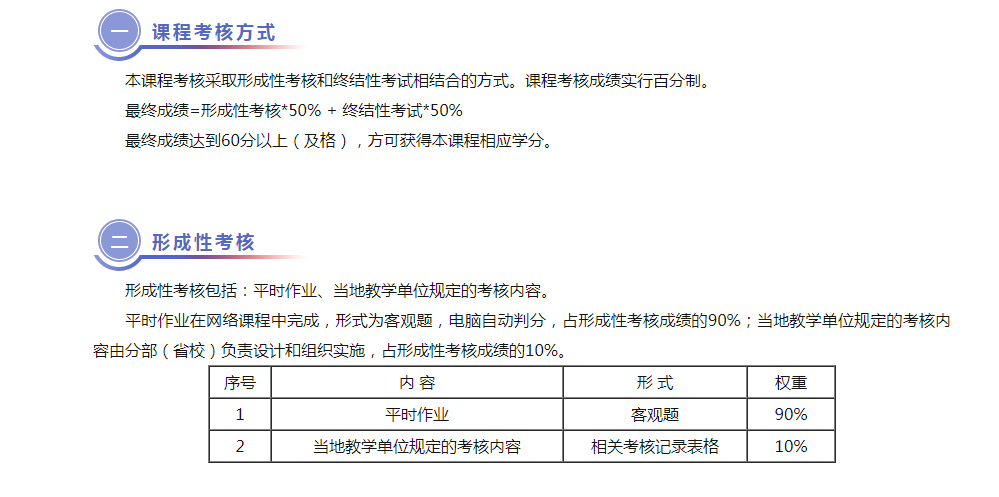 一 课程考核方式
本课程考核采取形成性考核和终结性考试相结合的方式。课程考核成绩实行百分制。
最终成绩=形成性考核*50% + 终结性考试*50%
最终成绩达到60分以上（及格），方可获得本课程相应学分。
二 形成性考核
形成性考核包括：平时作业、当地教学单位规定的考核内容。
平时作业在网络课程中完成，形式为客观题，电脑自动判分，占形成性考核成绩的90%；当地教学单位规定的考核内
容由分部（省校）负责设计和组织实施，占形成性考核成绩的10%。
序号 内 容 形 式 权重
1 平时作业 客观题 90%
2 当地教学单位规定的考核内容 相关考核记录表格 10%